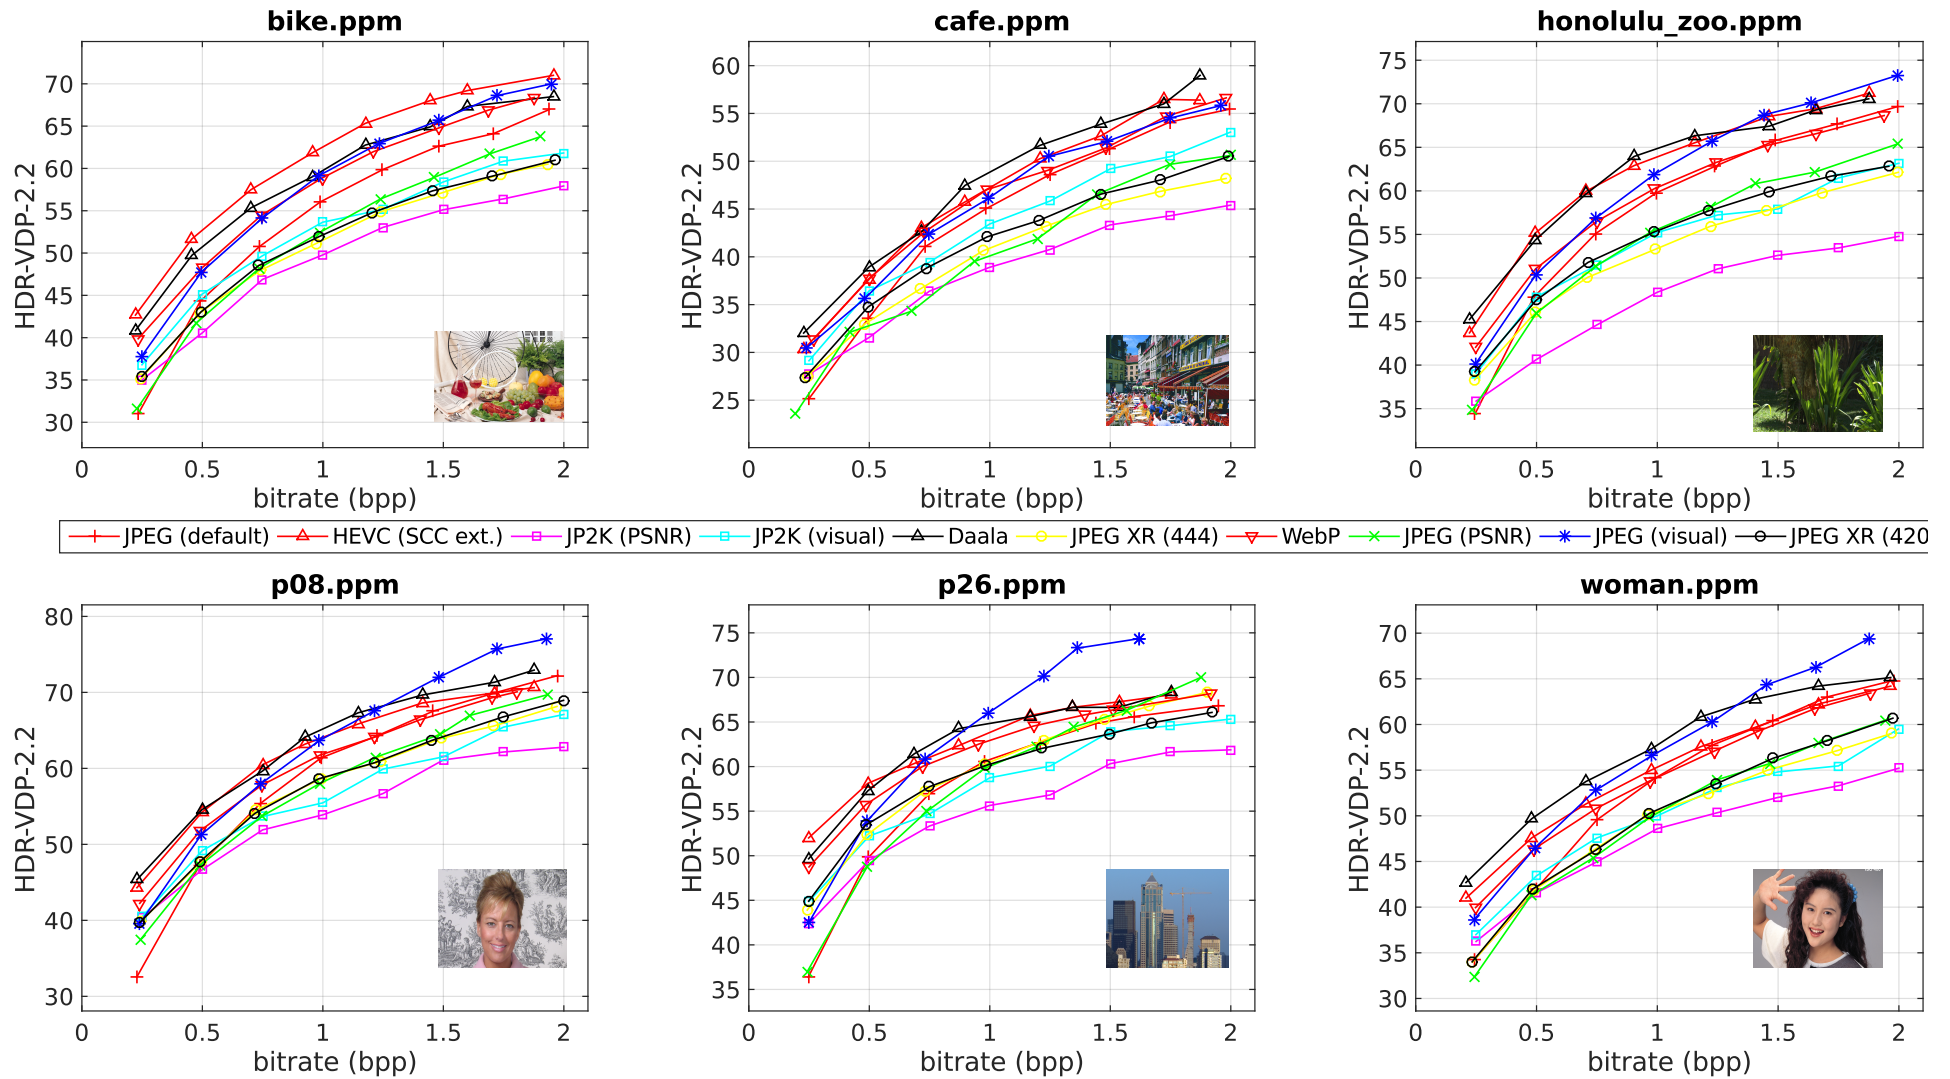 bike.ppm
HDR-VDP-2.2
70
65
60
55
50
45
40
35
30
0 0.5 1 1.5 2
bitrate (bpp)
cafe.ppm
HDR-VDP-2.2
60
55
50
45
40
35
30
25
0 0.5 1 1.5 2
bitrate (bpp)
honolulu_zoo.ppm
HDR-VDP-2.2
75
70
65
60
55
50
45
40
35
0 0.5 1 1.5 2
bitrate (bpp)
JPEG (default) HEVC (SCC ext.) JP2K (PSNR) JP2K (visual) Daala JPEG XR (444) WebP JPEG (PSNR) JPEG (visual) JPEG XR (420
p08.ppm
HDR-VDP-2.2
80
70
60
50
40
30
0 0.5 1 1.5 2
bitrate (bpp)
p26.ppm
HDR-VDP-2.2
75
70
65
60
55
50
45
40
35
0 0.5 1 1.5 2
bitrate (bpp)
woman.ppm
HDR-VDP-2.2
70
65
60
55
50
45
40
35
30
0 0.5 1 1.5 2
bitrate (bpp)